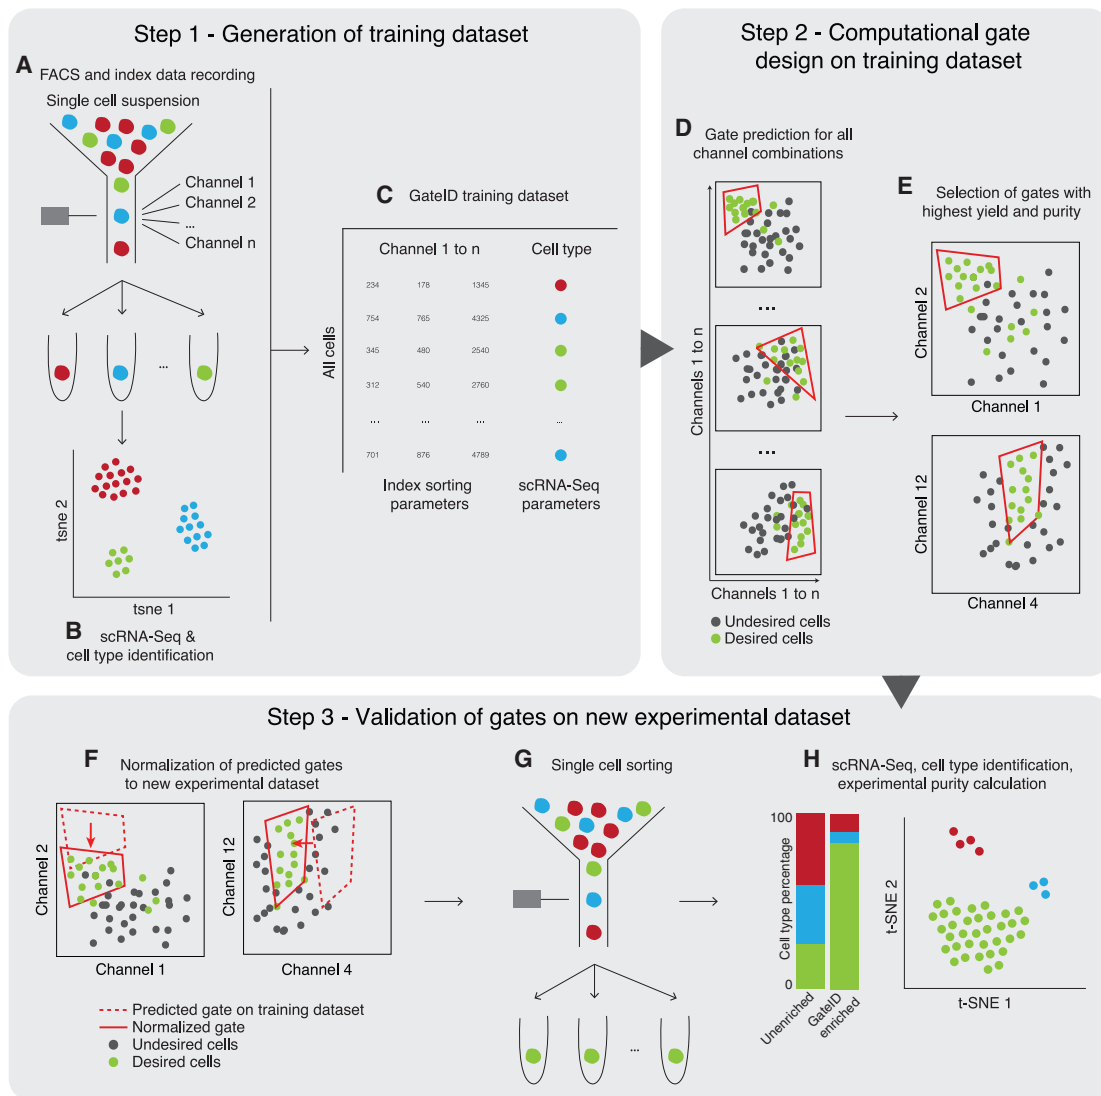 Step 1 - Generation of training dataset
A
FACS and index data recording
Single cell suspension
Channel 1
Channel 2
...
Channel n
...
tsne 2
tsne 1
B
scRNA-Seq &
cell type identification
C
GateID training dataset
Channel 1 to n
Cell type
All cells
234 178 1345
754 765 4325
345 480 2540
312 540 2760
... ... ... ...
701 876 4789
Index sorting
parameters
scRNA-Seq
parameters
Step 2 - Computational gate
design on training dataset
D
Gate prediction for all
channel combinations
...
...
Channels 1 to n
Channels 1 to n
Undesired cells
Desired cells
E
Selection of gates with
highest yield and purity
Channel 2
Channel 1
Channel 12
Channel 4
Step 3 - Validation of gates on new experimental dataset
F
Normalization of predicted gates
to new experimental dataset
Channel 2
Channel 1
Channel 12
Channel 4
Predicted gate on training dataset
Normalized gate
Undesired cells
Desired cells
G
Single cell sorting
...
H
scRNA-Seq, cell type identification,
experimental purity calculation
100
Cell type percentage
0
Unenriched
GateID
enriched
t-SNE 2
t-SNE 1